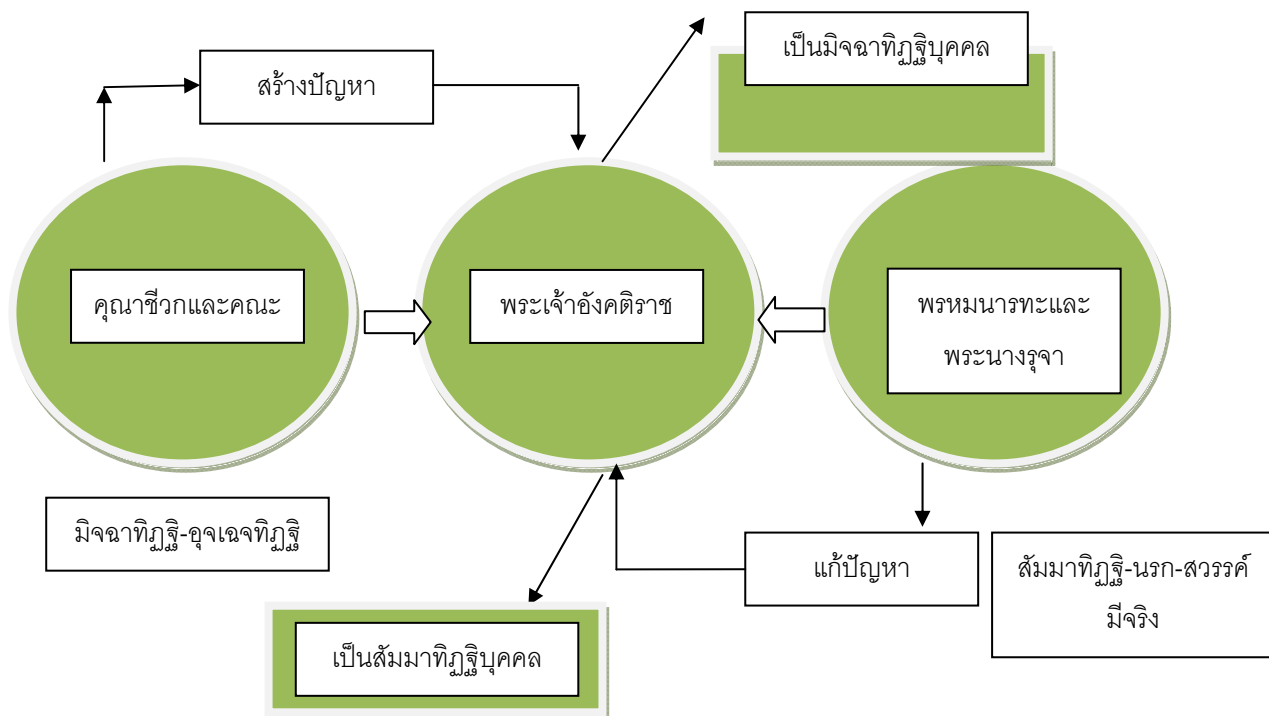 เป็นมิจฉาทิฏฐิบุคคล
สร้างปัญหา
คุณาชีวกและคณะ
พระเจ้าอังคติราช
พรหมนารทะและ
พระนางรุจา
มิจฉาทิฏฐิ-อุจเฉจทิฏฐิ
แก้ปัญหา
สัมมาทิฏฐิ-นรก-สวรรค์
มีจริง
เป็นสัมมาทิฏฐิบุคคล